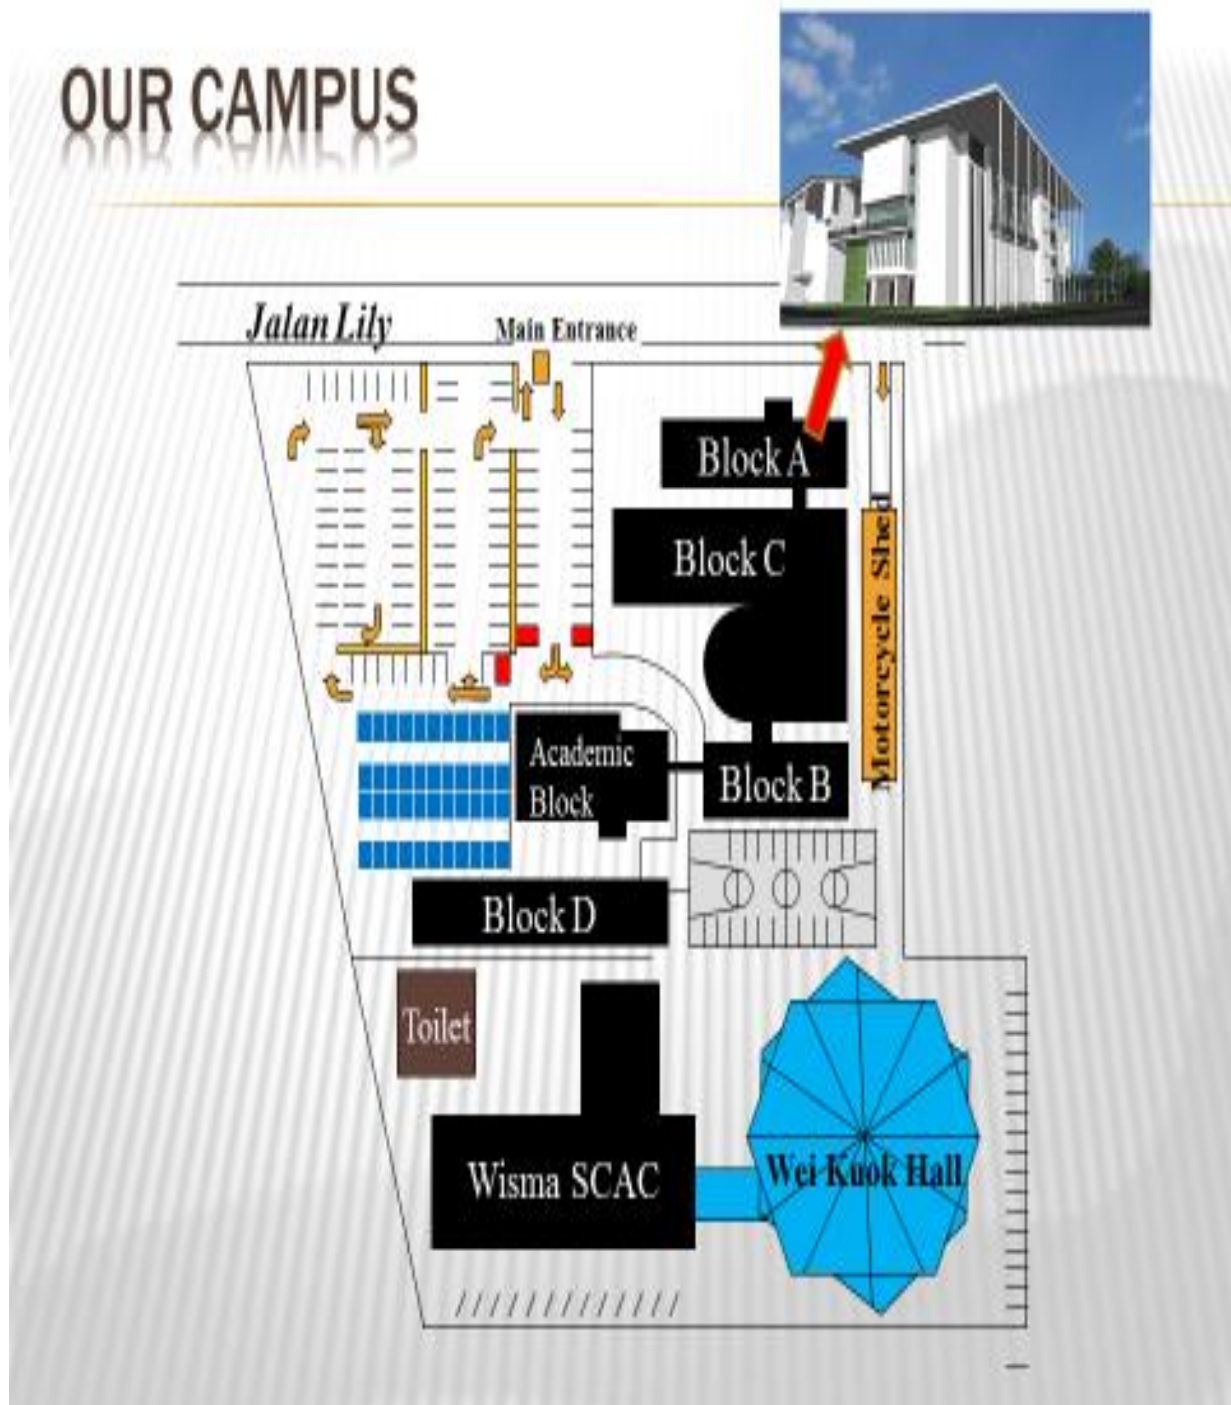 OUR CAMPUS
Jalan Lily
Main Entrance
Block A
Block C
Motorcycle Shed
Academic
Block
Block B
Block D
Toilet
Wisma SCAC
Wei Kuok Hall